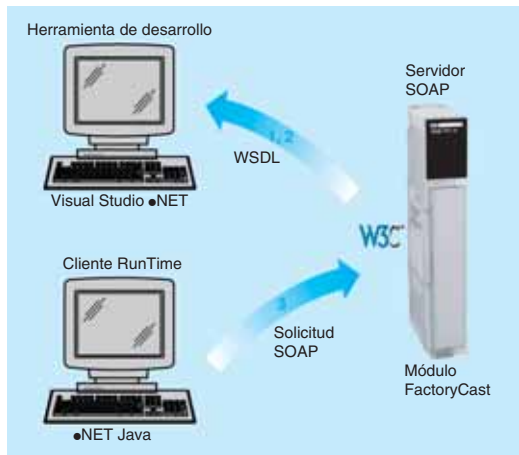 Herramienta de desarrollo
Visual Studio ●NET
1, 2
WSDL
Servidor
SOAP
W3C
Cliente RunTime
●NET Java
3
Solicitud
SOAP
Módulo
FactoryCast